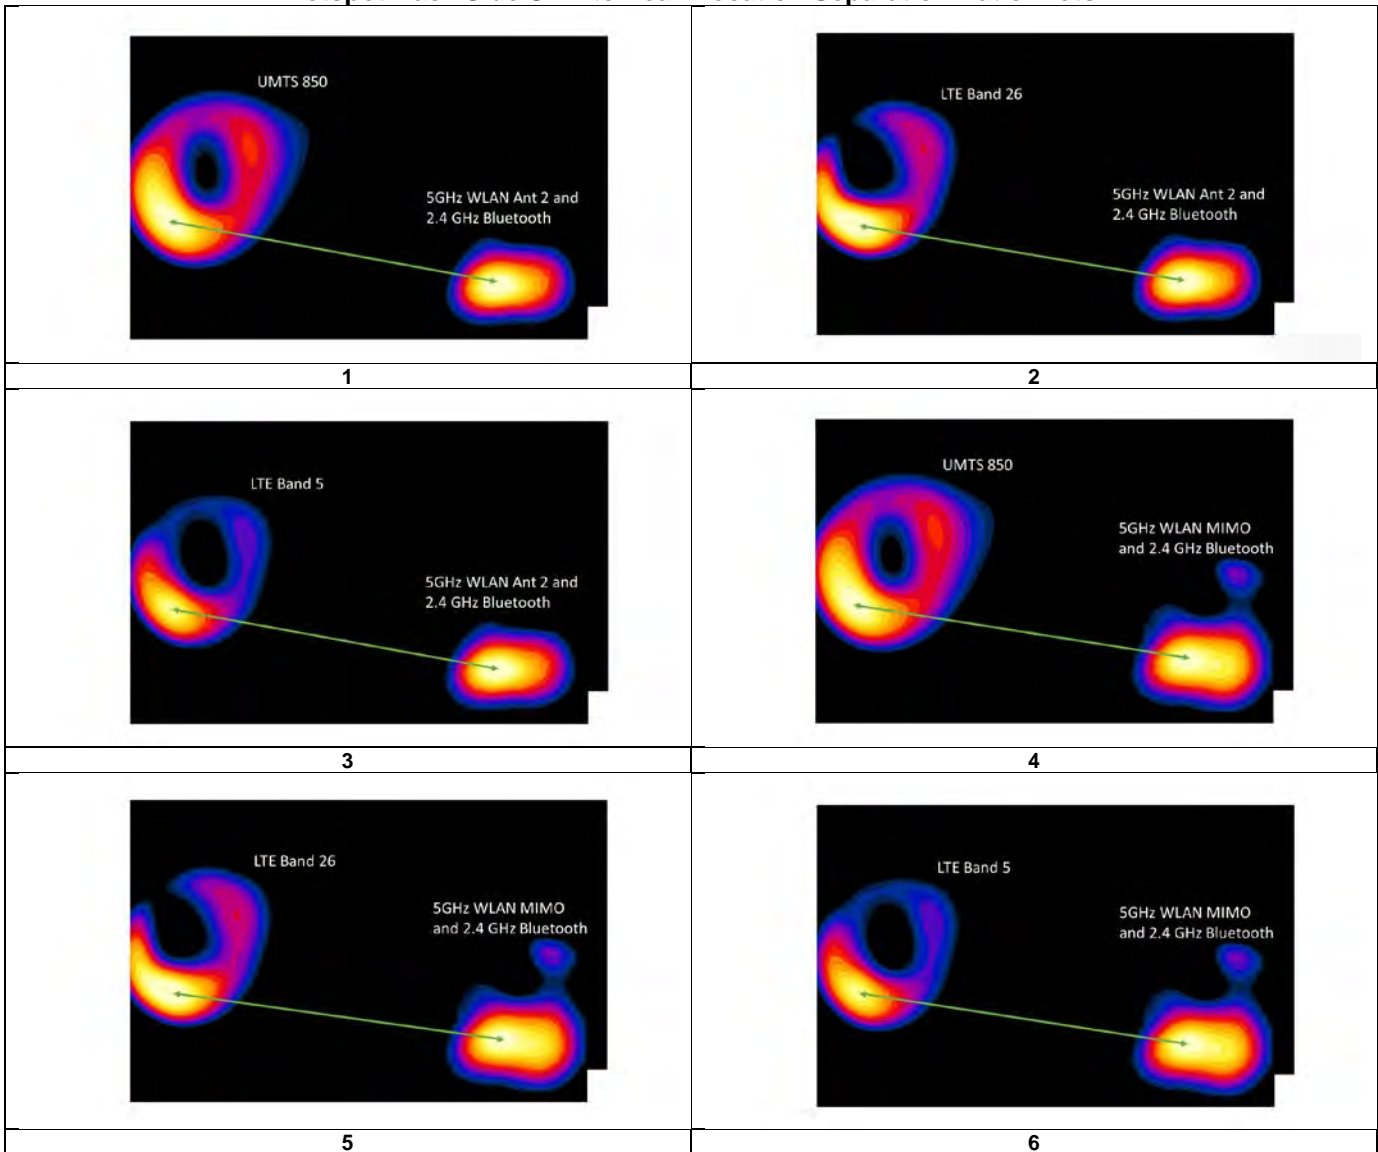 UMTS 850
5GHz WLAN Ant 2 and
2.4 GHz Bluetooth
LTE Band 26
5GHz WLAN Ant 2 and
2.4 GHz Bluetooth
1
2
LTE Band 5
5GHz WLAN Ant 2 and
2.4 GHz Bluetooth
UMTS 850
5GHz WLAN MIMO
and 2.4 GHz Bluetooth
3
4
LTE Band 26
5GHz WLAN MIMO
and 2.4 GHz Bluetooth
LTE Band 5
5GHz WLAN MIMO
and 2.4 GHz Bluetooth
5
6